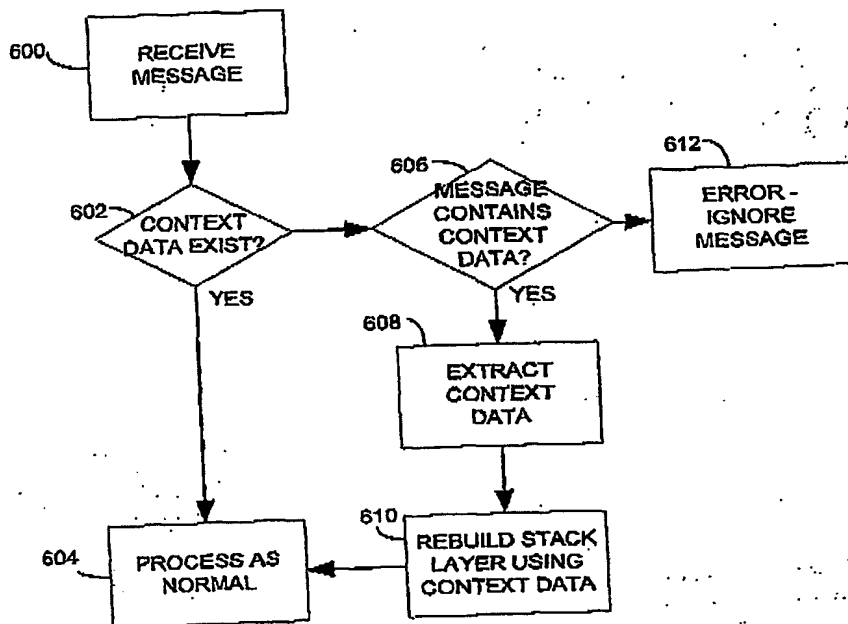 600
RECEIVE
MESSAGE
602
CONTEXT
DATA EXIST?
YES
606
MESSAGE
CONTAINS
CONTEXT
DATA?
YES
612
ERROR -
IGNORE
MESSAGE
608
EXTRACT
CONTEXT
DATA
610
REBUILD STACK
LAYER USING
CONTEXT DATA
604
PROCESS AS
NORMAL